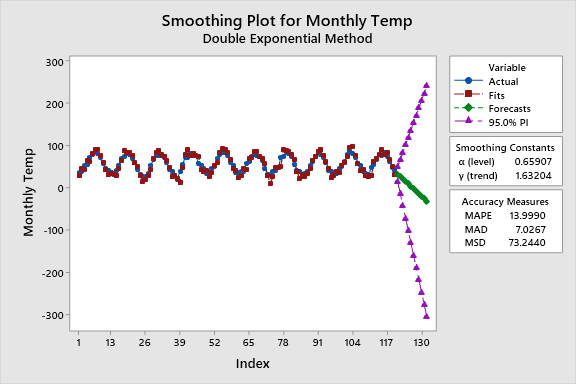 Smoothing Plot for Monthly Temp
Double Exponential Method
300
200
100
0
-100
-200
-300
Monthly Temp
1 13 26 39 52 65 78 91 104 117 130
Index
Variable
Actual
Fits
Forecasts
95.0% PI
Smoothing Constants
α (level) 0.65907
γ (trend) 1.63204
Accuracy Measures
MAPE 13.9990
MAD 7.0267
MSD 73.2440